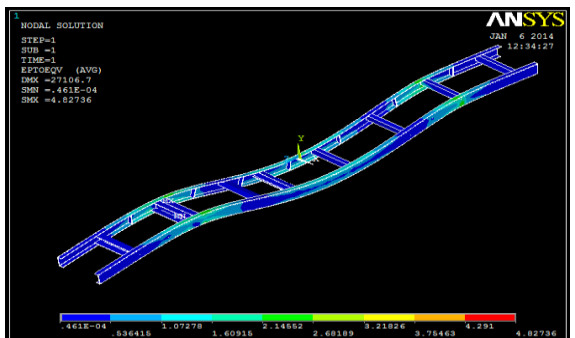 1
NODAL SOLUTION
STEP=1
SUB =1
TIME=1
EPTOEQV (AVG)
DMX =27106.7
SMN =.461E-04
SMX =4.82736
ANSYS
JAN 6 2014
12:34:27
Y
X
MN
.461E-04 1.07278 2.14552 3.21826 4.291
.536415 1.60915 2.68189 3.75463 4.82736